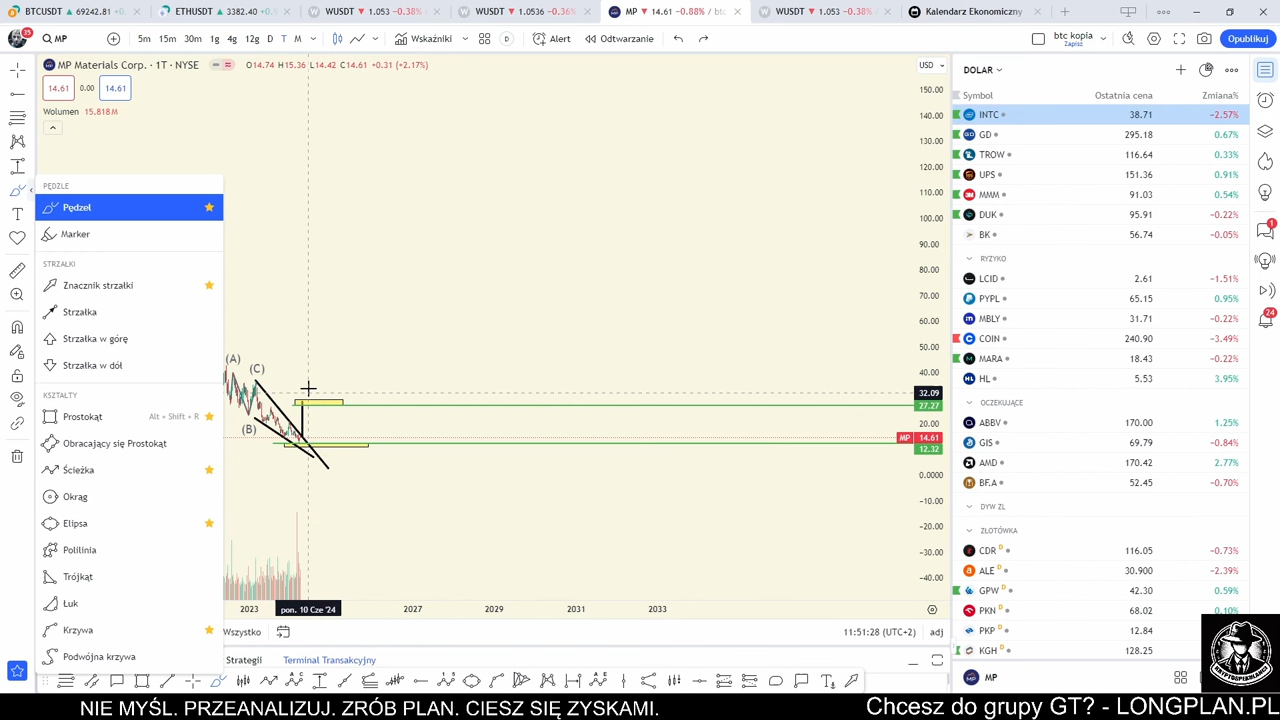 BTCUSDT ▲ 69242.81 +0.
ETHUSDT ▲ 3382.40 +0.
WUSDT ▼ 1.053 −0.38%
WUSDT ▼ 1.0536 −0.36%
MP ▼ 14.61 −0.88% / btc
WUSDT ▼ 1.053 −0.38%
Kalendarz Ekonomiczny
35
MP
5m 15m 30m 1g 4g 12g D T M
Wskaźniki
Alert
Odtwarzanie
btc kopia
Zapisz
Opublikuj
MP Materials Corp. · 1T · NYSE
O14.74 H15.36 L14.42 C14.61 +0.31 (+2.17%)
14.61 0.00 14.61
Wolumen 15.818M
USD
PĘDZLE
Pędzel
Marker
STRZAŁKI
Znacznik strzałki
Strzałka
Strzałka w górę
Strzałka w dół
KSZTAŁTY
Prostokąt Alt + Shift + R
Obracający się Prostokąt
Ścieżka
Okrąg
Elipsa
Polilinia
Trójkąt
Łuk
Krzywa
Podwójna krzywa
(A)
(C)
(B)
150.00
140.00
130.00
120.00
110.00
100.00
90.00
80.00
70.00
60.00
50.00
40.00
32.09
27.27
20.00
MP 14.61
12.32
0.0000
−10.00
−20.00
−30.00
−40.00
2023 pon. 10 Cze '24 2027 2029 2031 2033
Wszystko
11:51:28 (UTC+2) adj
Strategii Terminal Transakcyjny
DOLAR
Symbol Ostatnia cena Zmiana%
INTC 38.71 −2.57%
GD 295.18 0.67%
TROW 116.64 0.33%
UPS 151.36 0.91%
MMM 91.03 0.54%
DUK 95.91 −0.22%
BK 56.74 −0.05%
RYZYKO
LCID 2.61 −1.51%
PYPL 65.15 0.95%
MBLY 31.71 −0.22%
COIN 240.90 −3.49%
MARA 18.43 −0.22%
HL 5.53 3.95%
OCZEKUJĄCE
ABBV 170.00 1.25%
GIS 69.79 −0.84%
AMD 170.42 2.77%
BF.A 52.45 −0.70%
DYW ZL
ZŁOTÓWKA
CDR D 116.05 −0.73%
ALE D 30.900 −2.39%
GPW D 42.30 0.59%
PKN D 68.02 0.10%
PKP D 12.84
KGH D 128.25
MP
1
24
NIE MYŚL. PRZEANALIZUJ. ZRÓB PLAN. CIESZ SIĘ ZYSKAMI.
Chcesz do grupy GT? - LONGPLAN.PL